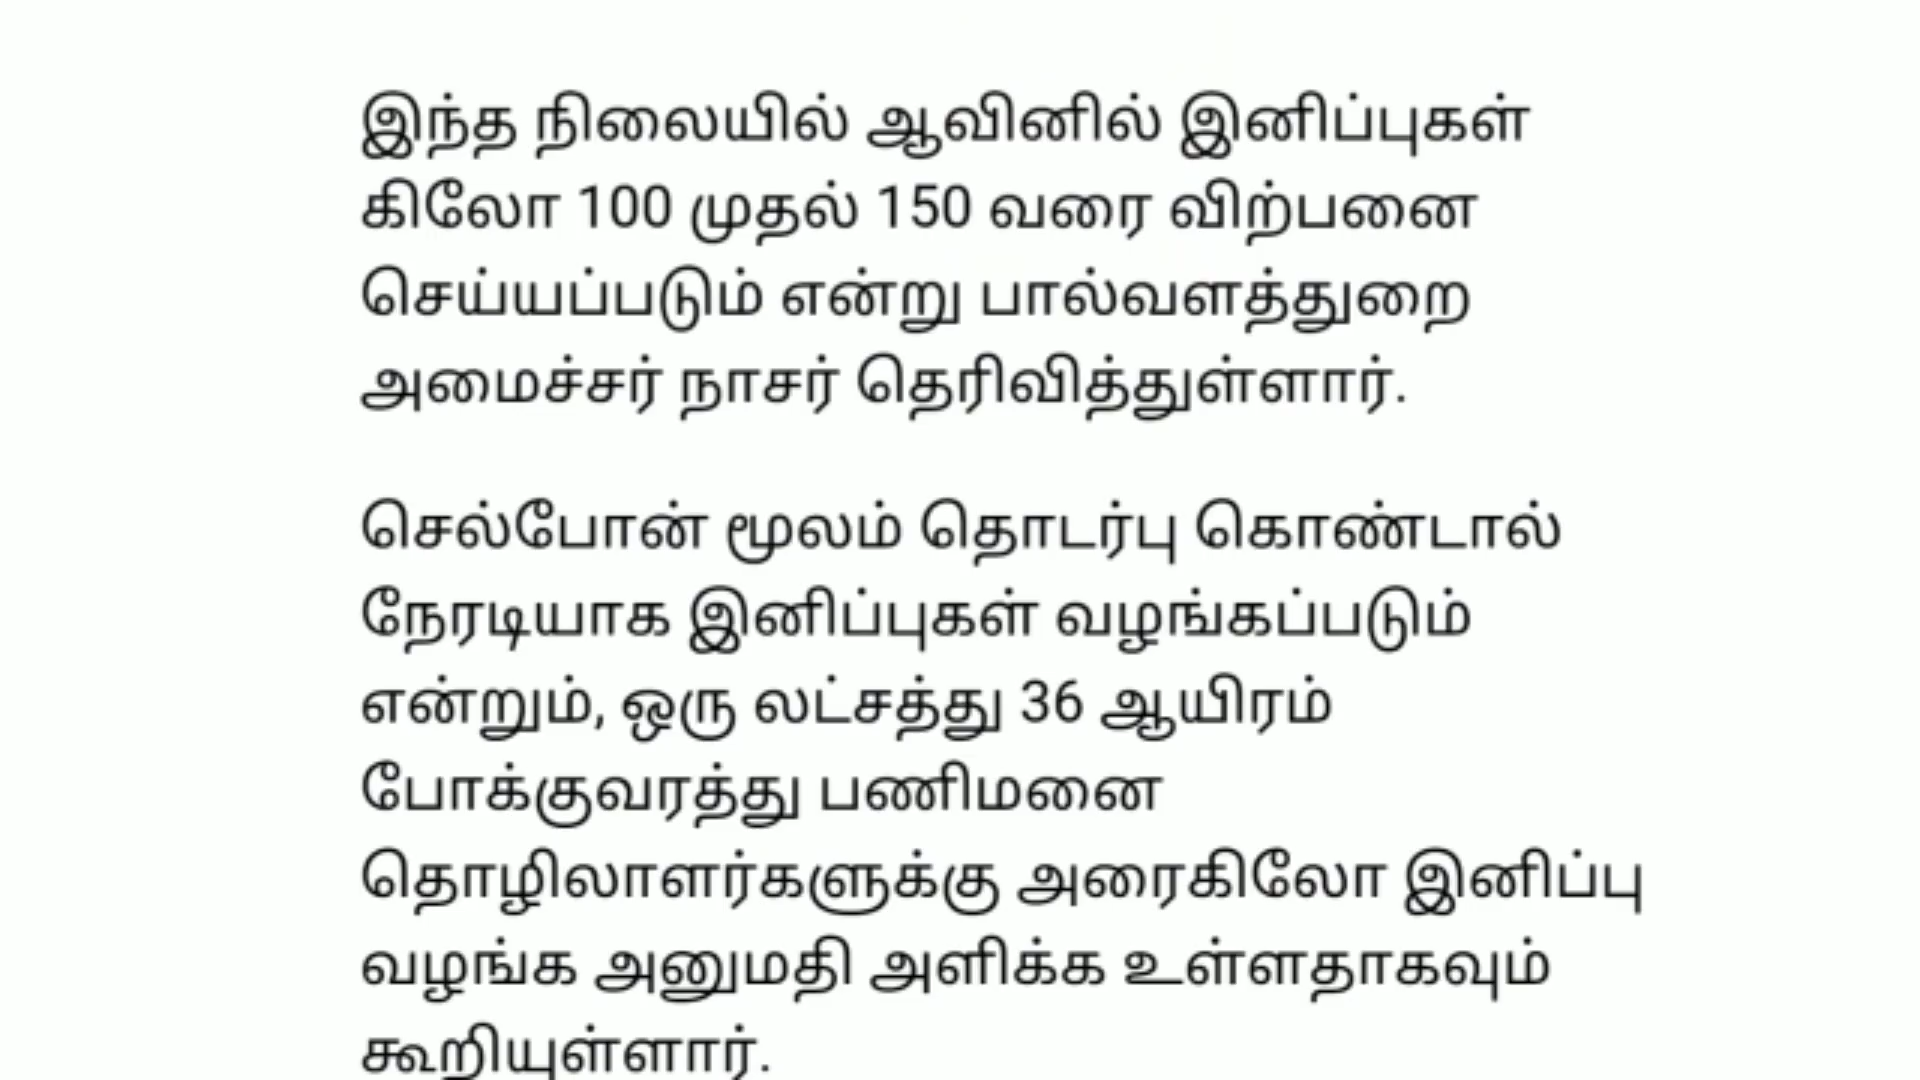 இந்த நிலையில் ஆவினில் இனிப்புகள்
கிலோ 100 முதல் 150 வரை விற்பனை
செய்யப்படும் என்று பால்வளத்துறை
அமைச்சர் நாசர் தெரிவித்துள்ளார்.
செல்போன் மூலம் தொடர்பு கொண்டால்
நேரடியாக இனிப்புகள் வழங்கப்படும்
என்றும், ஒரு லட்சத்து 36 ஆயிரம்
போக்குவரத்து பணிமனை
தொழிலாளர்களுக்கு அரைகிலோ இனிப்பு
வழங்க அனுமதி அளிக்க உள்ளதாகவும்
கூறியுள்ளார்.